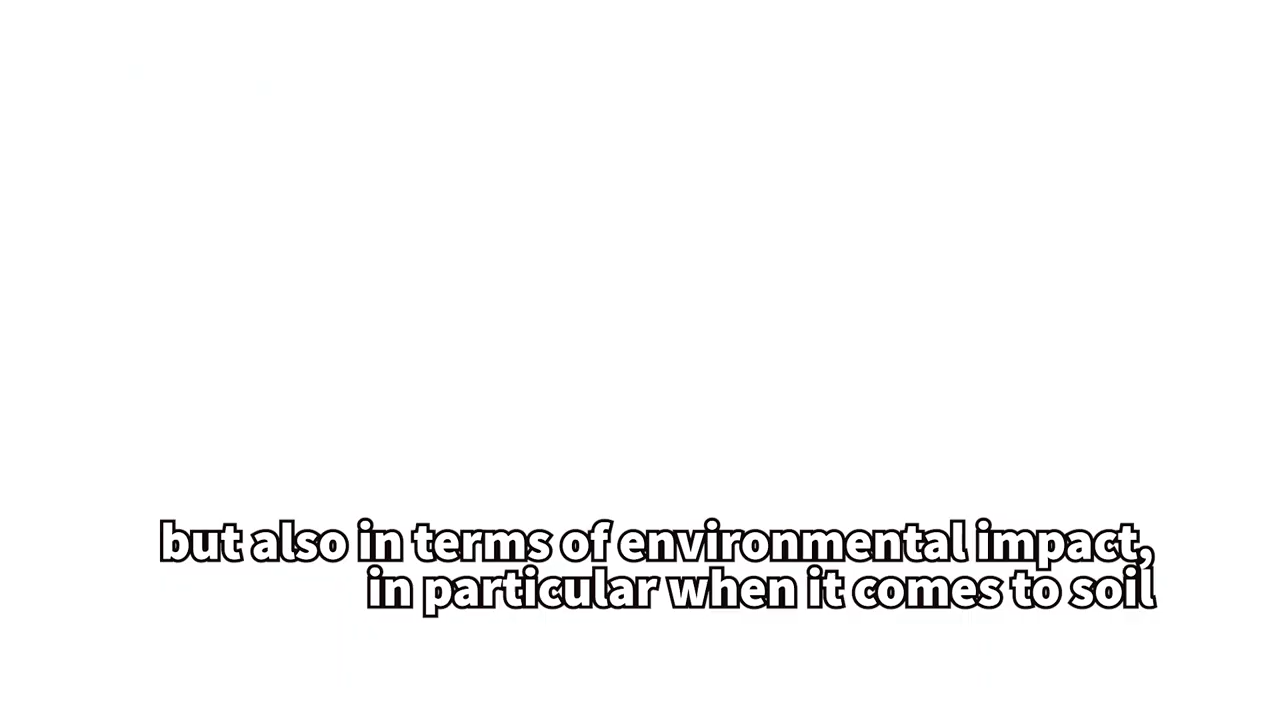 but also in terms of environmental impact,
in particular when it comes to soil